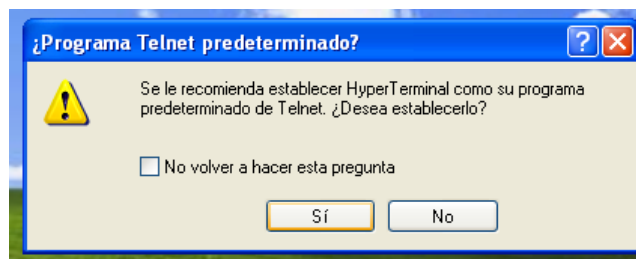 ¿Programa Telnet predeterminado?
Se le recomienda establecer HyperTerminal como su programa
predeterminado de Telnet. ¿Desea establecerlo?
No volver a hacer esta pregunta
Sí
No